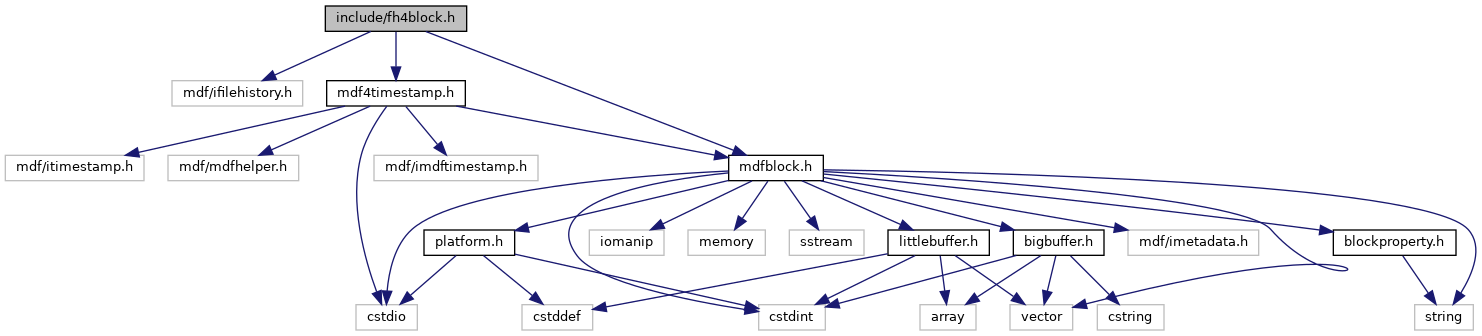 include/fh4block.h
mdf/ifilehistory.h
mdf4timestamp.h
mdf/itimestamp.h
mdf/mdfhelper.h
mdf/imdftimestamp.h
mdfblock.h
platform.h
iomanip
memory
sstream
littlebuffer.h
bigbuffer.h
mdf/imetadata.h
blockproperty.h
cstdio
cstddef
cstdint
array
vector
cstring
string